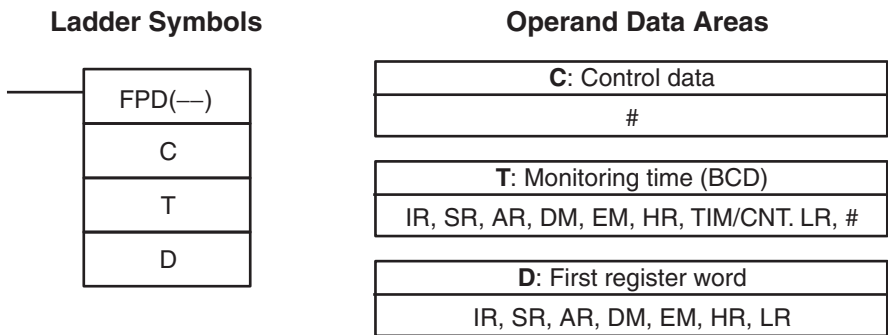 Ladder Symbols
FPD(−−)
C
T
D
Operand Data Areas
C: Control data
#
T: Monitoring time (BCD)
IR, SR, AR, DM, EM, HR, TIM/CNT. LR, #
D: First register word
IR, SR, AR, DM, EM, HR, LR